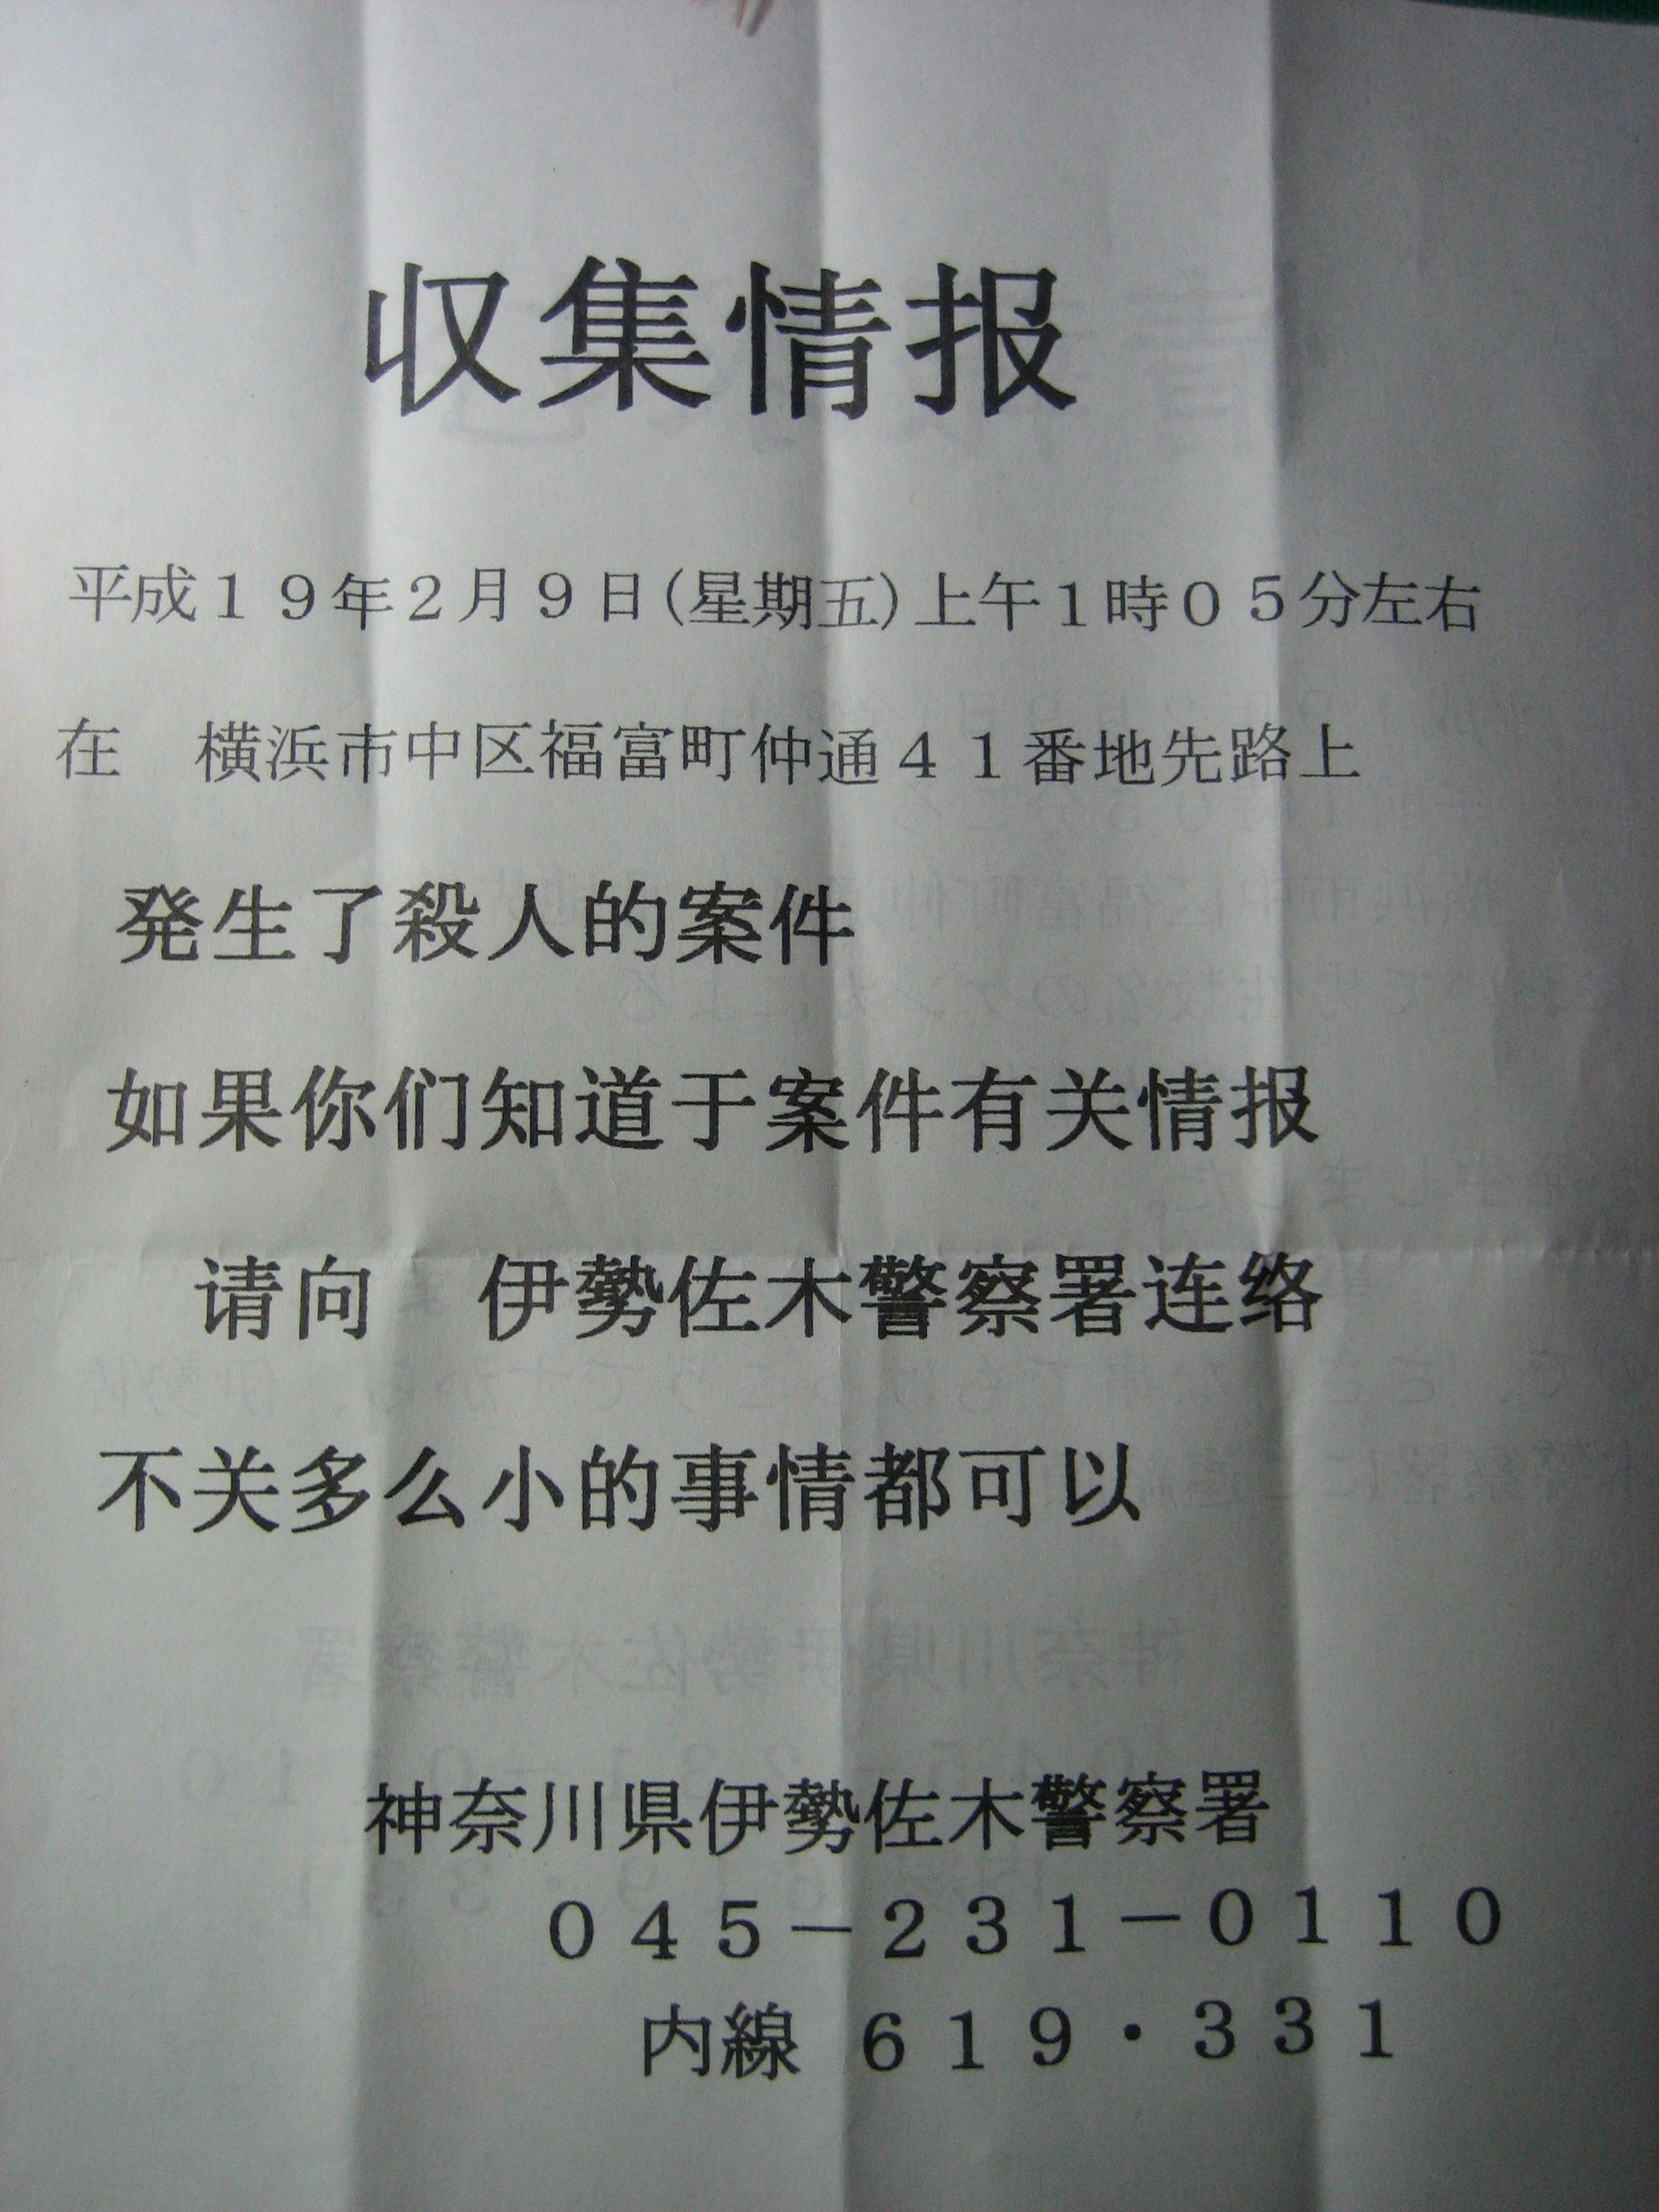 収集情报
平成１９年２月９日(星期五)上午１時０５分左右
在　横浜市中区福富町仲通４１番地先路上
発生了殺人的案件
如果你们知道于案件有关情报
请向　伊勢佐木警察署连络
不关多么小的事情都可以
神奈川県伊勢佐木警察署
０４５－２３１－０１１０
内線 ６１９・３３１